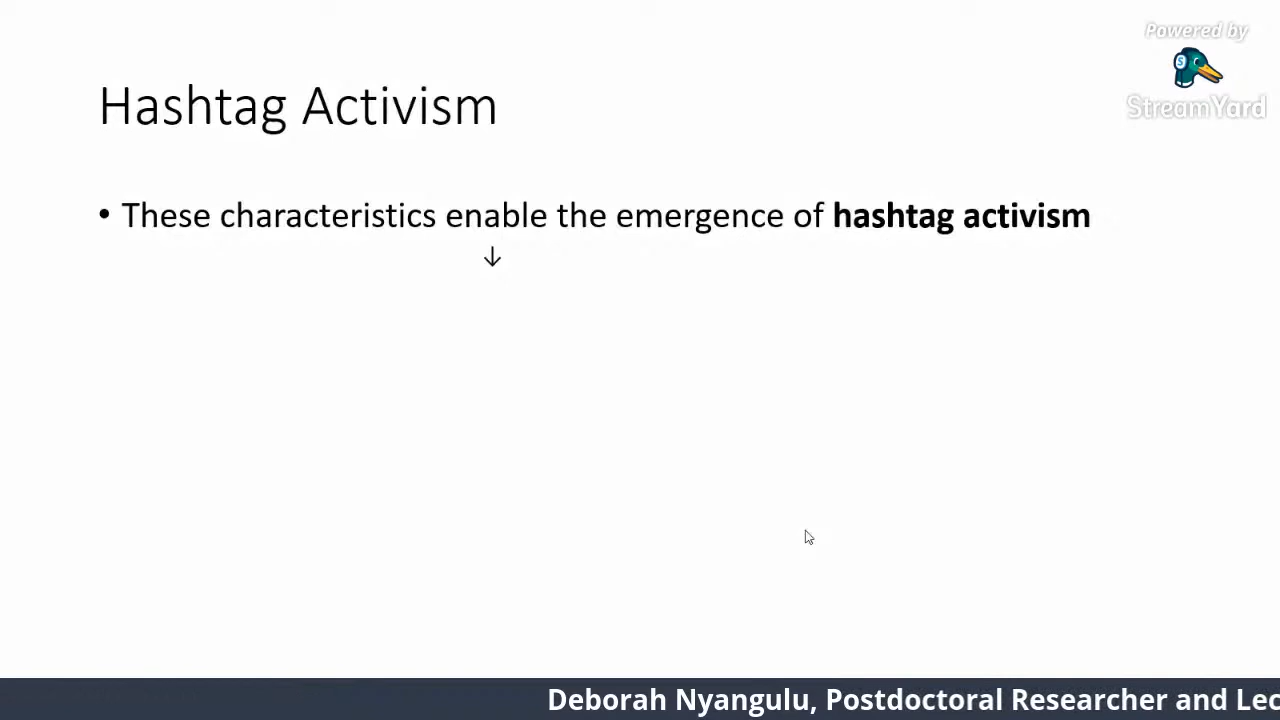 Powered by
StreamYard
Hashtag Activism
• These characteristics enable the emergence of hashtag activism
↓
Deborah Nyangulu, Postdoctoral Researcher and Lec